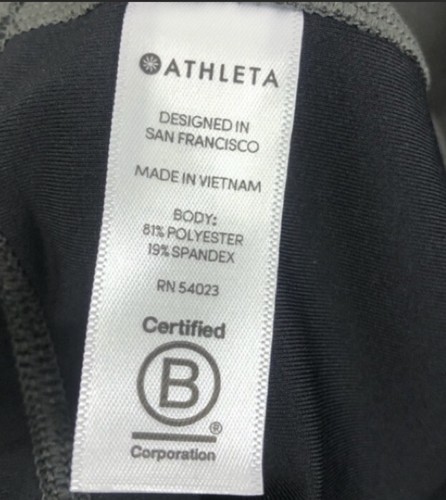 ATHLETA
DESIGNED IN
SAN FRANCISCO
MADE IN VIETNAM
BODY:
81% POLYESTER
19% SPANDEX
RN 54023
Certified
B
®
Corporation